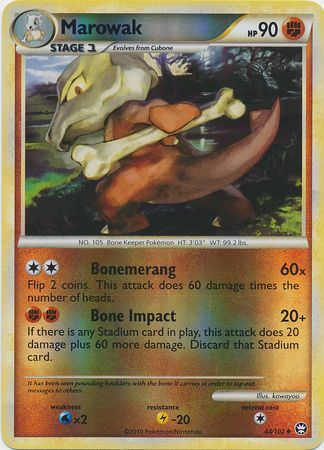 Marowak
HP 90
STAGE 1 Evolves from Cubone
NO. 105 Bone Keeper Pokémon HT: 3'03" WT: 99.2 lbs.
Bonemerang 60x
Flip 2 coins. This attack does 60 damage times the
number of heads.
Bone Impact 20+
If there is any Stadium card in play, this attack does 20
damage plus 60 more damage. Discard that Stadium
card.
It has been seen pounding boulders with the bone it carries in order to tap out
messages to others.
Illus. kawayoo
weakness resistance retreat cost
x2 -20
©2010 Pokémon/Nintendo
44/102